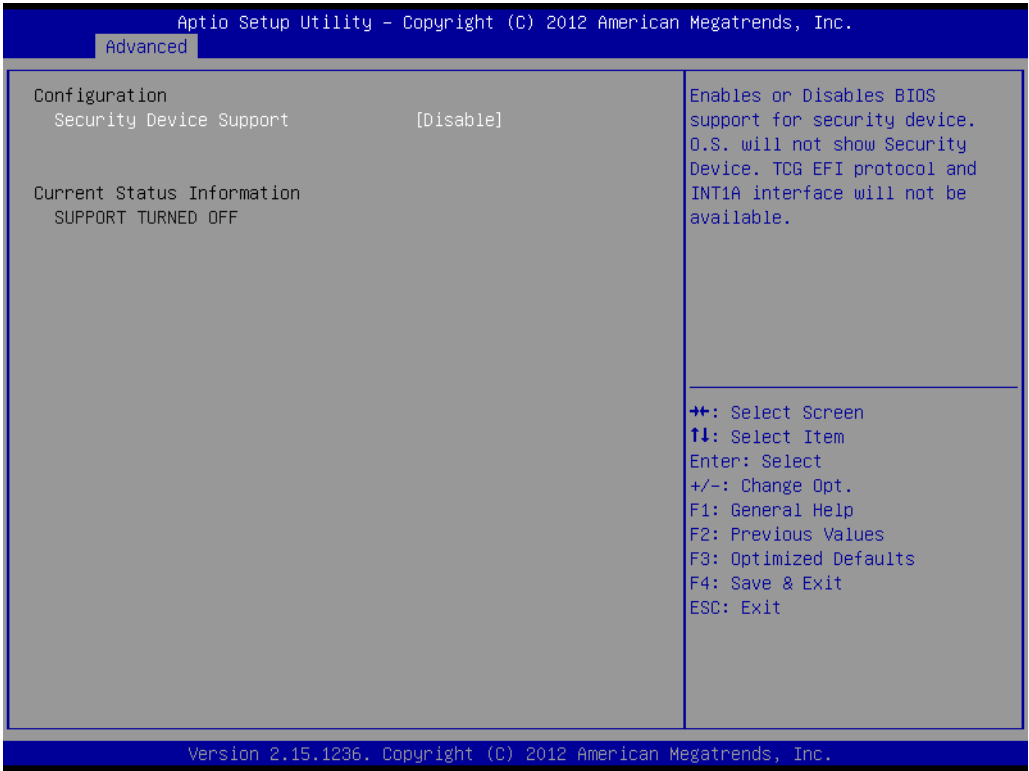 Aptio Setup Utility – Copyright (C) 2012 American Megatrends, Inc.
Advanced
Configuration
Security Device Support [Disable]
Current Status Information
SUPPORT TURNED OFF
Enables or Disables BIOS
support for security device.
O.S. will not show Security
Device. TCG EFI protocol and
INT1A interface will not be
available.
→←: Select Screen
↑↓: Select Item
Enter: Select
+/-: Change Opt.
F1: General Help
F2: Previous Values
F3: Optimized Defaults
F4: Save & Exit
ESC: Exit
Version 2.15.1236. Copyright (C) 2012 American Megatrends, Inc.